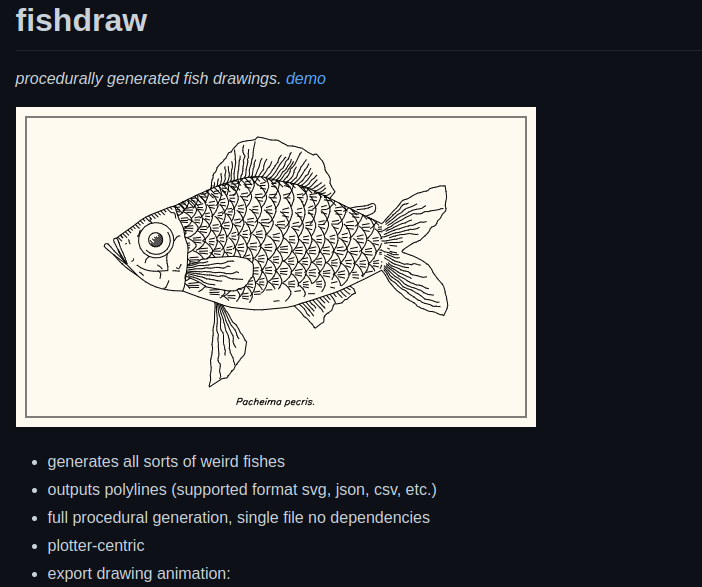 fishdraw
procedurally generated fish drawings. demo
Pacheima pecris.
generates all sorts of weird fishes
outputs polylines (supported format svg, json, csv, etc.)
full procedural generation, single file no dependencies
plotter-centric
export drawing animation: